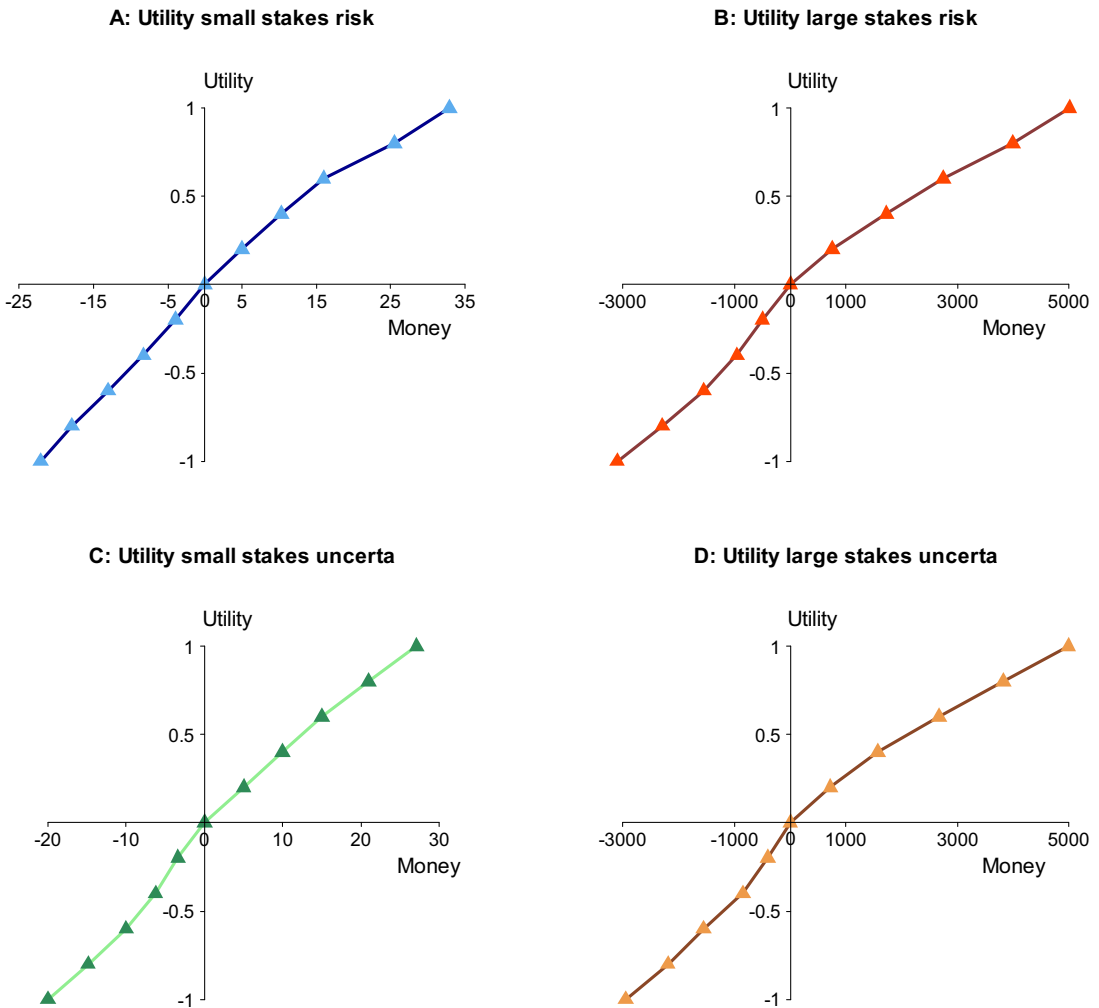 A: Utility small stakes risk
Utility
1
0.5
-25 -15 -5 0 5 15 25 35
Money
-0.5
-1
B: Utility large stakes risk
Utility
1
0.5
-3000 -1000 0 1000 3000 5000
Money
-0.5
-1
C: Utility small stakes uncerta
Utility
1
0.5
-20 -10 0 10 20 30
Money
-0.5
-1
D: Utility large stakes uncerta
Utility
1
0.5
-3000 -1000 0 1000 3000 5000
Money
-0.5
-1